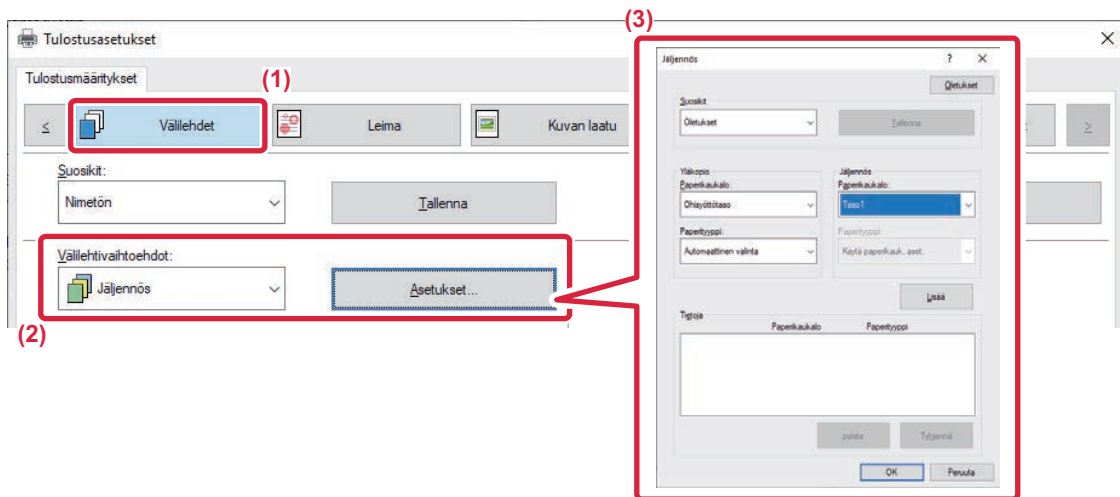 (3)
Tulostusasetukset
Tulostusmääritykset
(1)
< Välilehdet Leima Kuvan laatu >
Suosikit:
Nimetön Tallenna
Välilehtivaihtoehdot:
Jäljennös Asetukset...
(2)
Jäljennös ?
Oletukset
Suosikit
Oletukset Tallenna
Yläkopio Jäljennös
Paperikaukalo: Paperikaukalo:
Ohisyöttötaso Taso1
Paperityyppi: Paperityyppi:
Automaattinen valinta Käytä paperikauk. aset.
Lisää
Tietoja
Paperikaukalo Paperityyppi
poista Tyhjennä
OK Peruuta